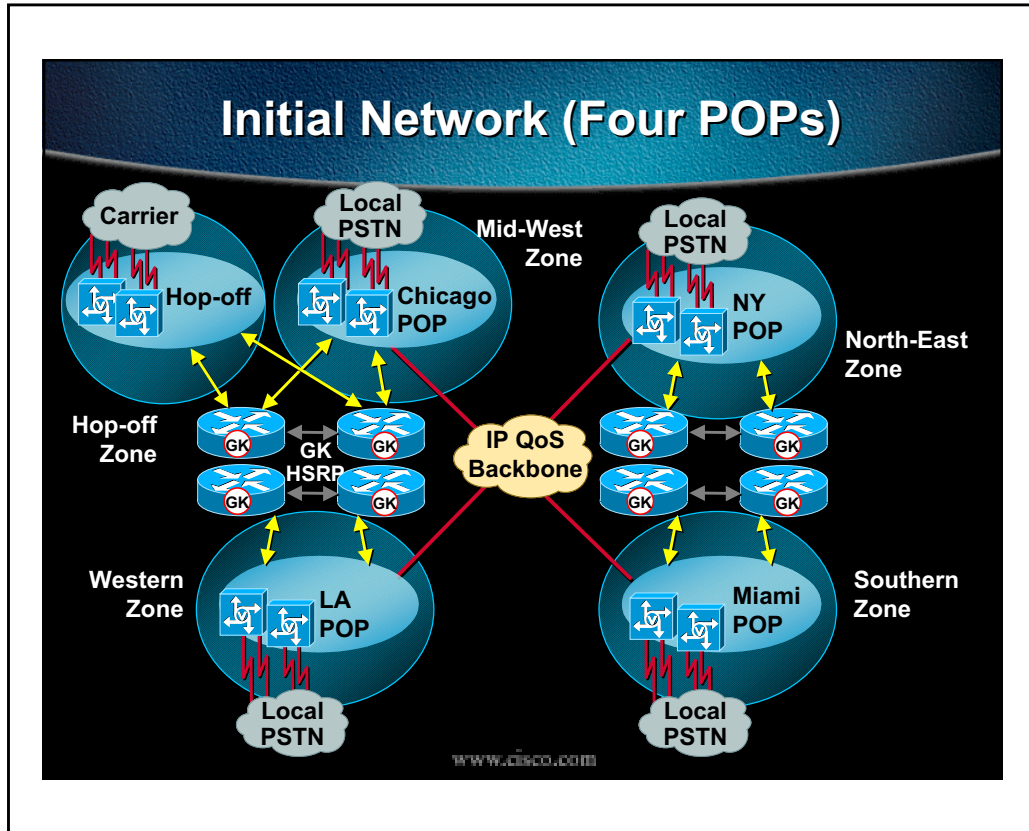 Initial Network (Four POPs)
Carrier
Local
PSTN
Mid-West
Zone
Local
PSTN
Hop-off
V
V
Chicago
POP
V
V
NY
POP
V
V
North-East
Zone
Hop-off
Zone
GK
GK
GK
HSRP
GK
GK
IP QoS
Backbone
GK
GK
GK
GK
Western
Zone
LA
POP
V
V
Miami
POP
V
V
Southern
Zone
Local
PSTN
Local
PSTN
www.cisco.com